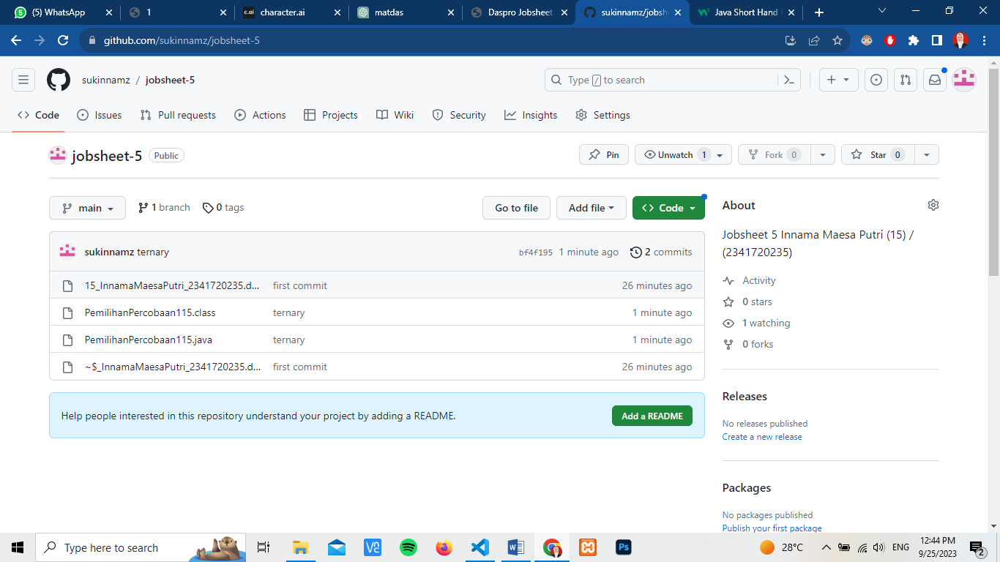 (5) WhatsApp
1
c.ai character.ai
matdas
Daspro Jobsheet
sukinnamz/jobsh
Java Short Hand
github.com/sukinnamz/jobsheet-5
sukinnamz / jobsheet-5
Type / to search
Code Issues Pull requests Actions Projects Wiki Security Insights Settings
jobsheet-5 Public
Pin Unwatch 1 Fork 0 Star 0
main 1 branch 0 tags
Go to file Add file Code
sukinnamz ternary bf4f195 1 minute ago 2 commits
15_InnamaMaesaPutri_2341720235.d... first commit 26 minutes ago
PemilihanPercobaan115.class ternary 1 minute ago
PemilihanPercobaan115.java ternary 1 minute ago
~$_InnamaMaesaPutri_2341720235.d... first commit 26 minutes ago
Help people interested in this repository understand your project by adding a README. Add a README
About
Jobsheet 5 Innama Maesa Putri (15) /
(2341720235)
Activity
0 stars
1 watching
0 forks
Releases
No releases published
Create a new release
Packages
No packages published
Publish your first package
Type here to search
Ps
28°C
ENG
12:44 PM
9/25/2023
2